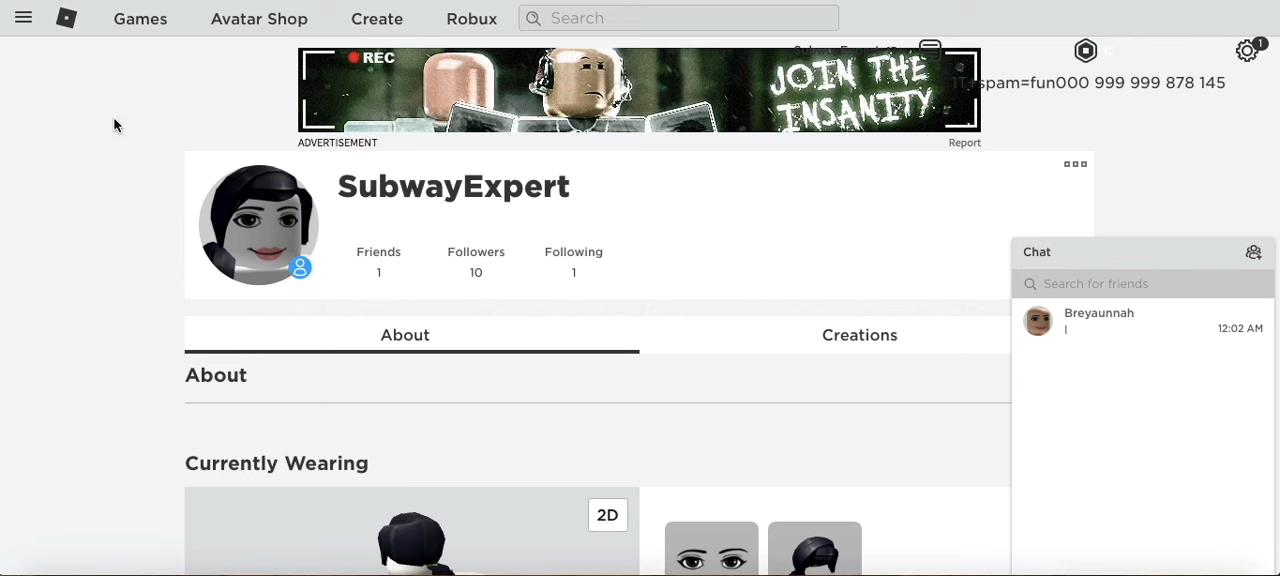 Games
Avatar Shop
Create
Robux
Search
1
REC
JOIN THE
INSANITY
spam=fun000 999 999 878 145
ADVERTISEMENT
Report
SubwayExpert
Friends
Followers
Following
1
10
1
About
Creations
About
Currently Wearing
2D
Chat
Search for friends
Breyaunnah
12:02 AM